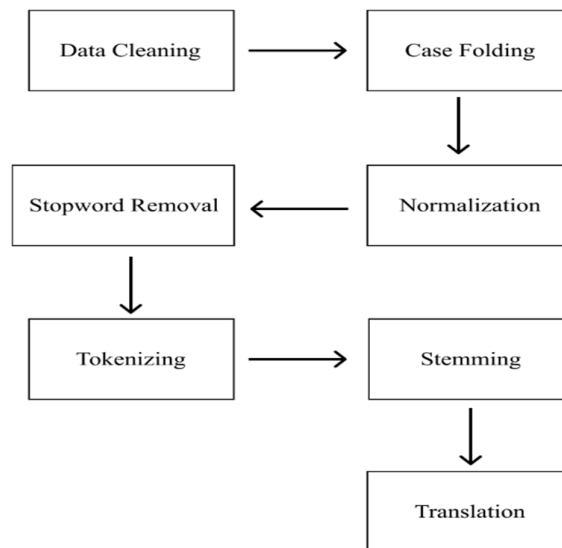 Data Cleaning
Case Folding
Normalization
Stopword Removal
Tokenizing
Stemming
Translation